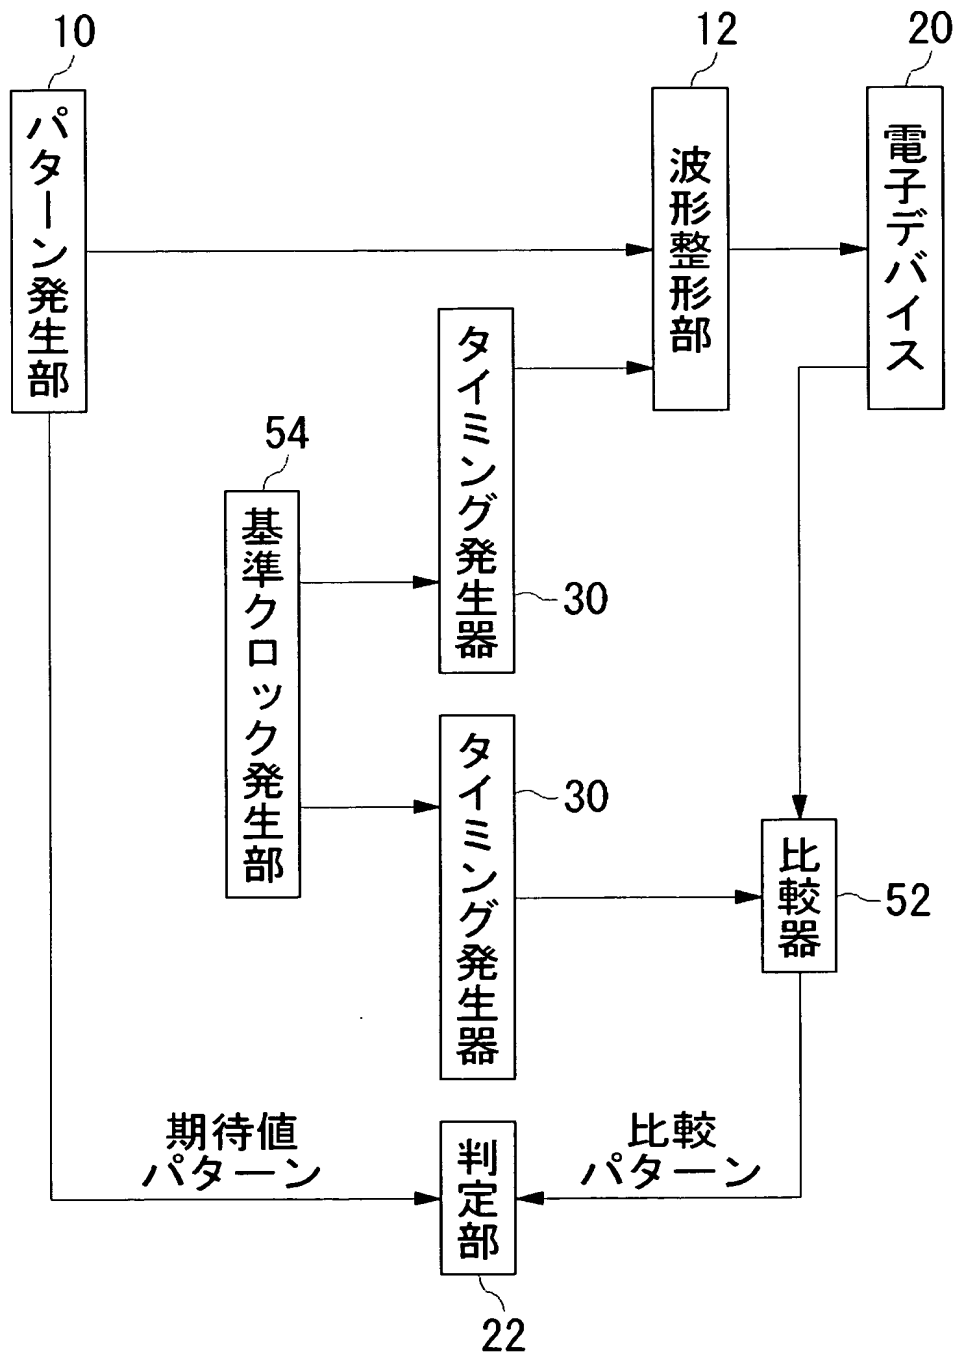 10
12
20
パターン発生部
波形整形部
電子デバイス
タイミング発生器
54
基準クロック発生部
30
タイミング発生器
30
比較器
52
期待値
パターン
比較
パターン
判定部
22